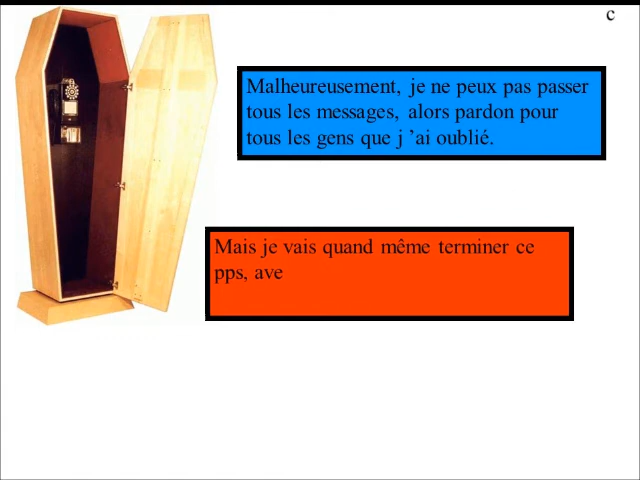 c
Malheureusement, je ne peux pas passer
tous les messages, alors pardon pour
tous les gens que j ’ai oublié.
Mais je vais quand même terminer ce
pps, ave